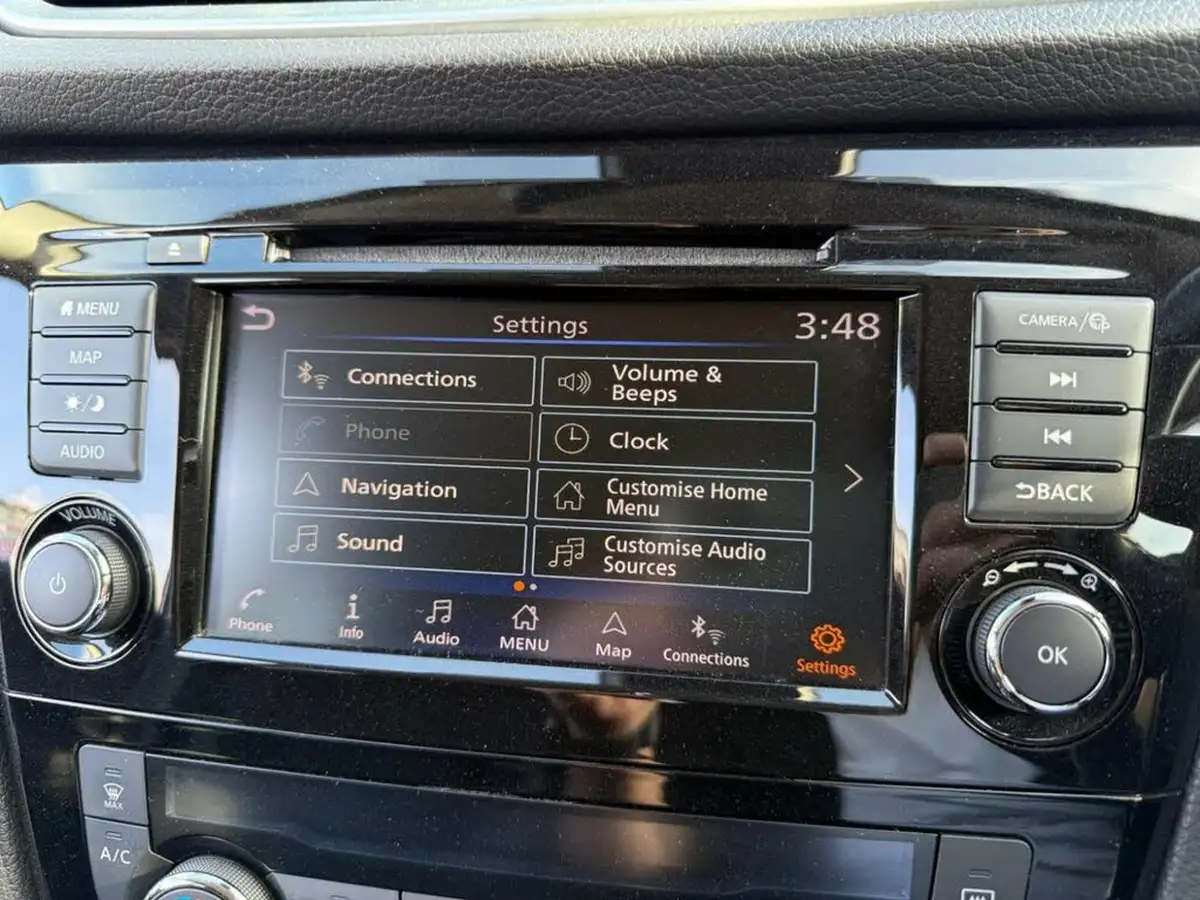 MENU
MAP
AUDIO
VOLUME
Settings
3:48
Connections
Volume &
Beeps
Phone
Clock
Navigation
Customise Home
Menu
Sound
Customise Audio
Sources
Phone
Info
Audio
MENU
Map
Connections
Settings
CAMERA/
BACK
OK
MAX
A/C